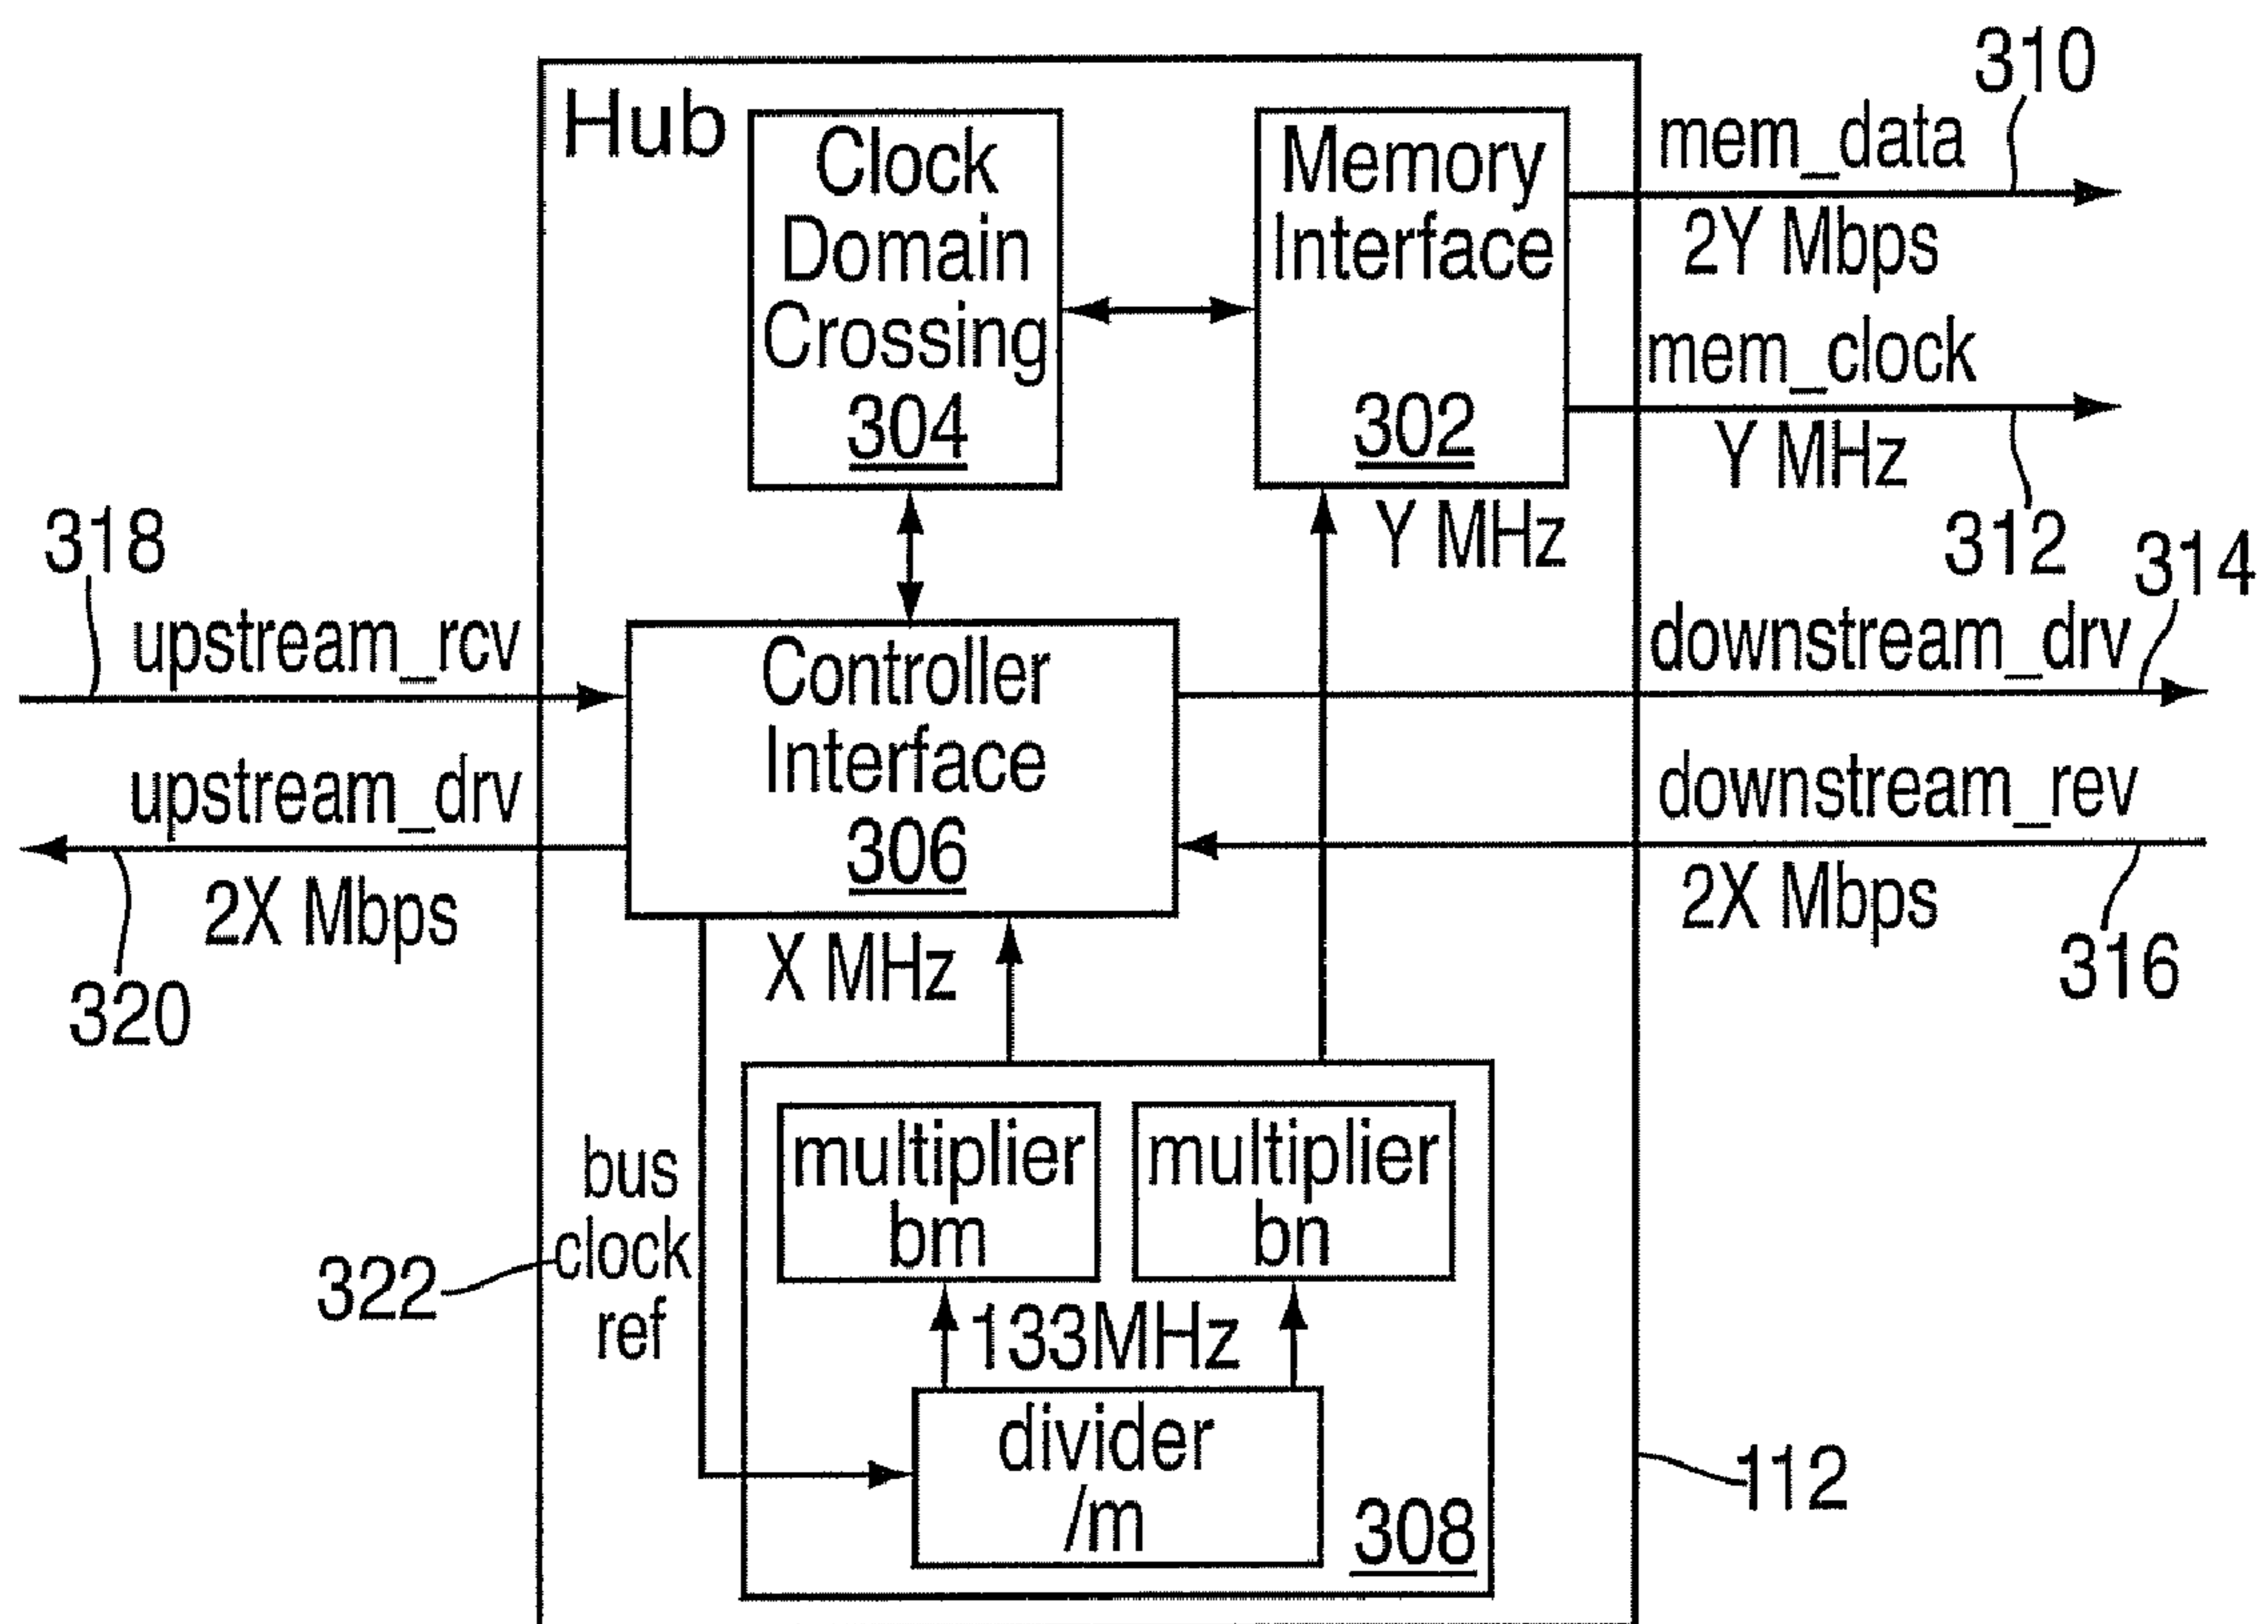 310
Hub
Clock
Domain
Crossing
304
Memory
Interface
302
mem_data
2Y Mbps
mem_clock
Y MHz
312
Y MHz
314
318
upstream_rcv
Controller
Interface
306
downstream_drv
upstream_drv
2X Mbps
320
downstream_rev
2X Mbps
316
X MHz
bus
clock
ref
322
multiplier
bm
multiplier
bn
133MHz
divider
/m
308
112